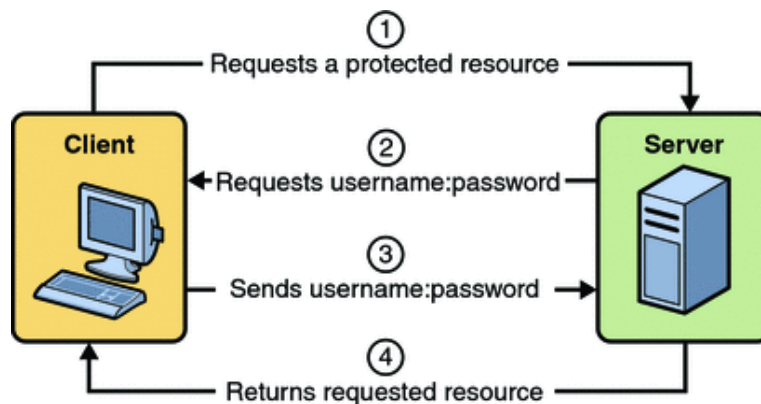 1
Requests a protected resource
Client
Server
2
Requests username:password
3
Sends username:password
4
Returns requested resource